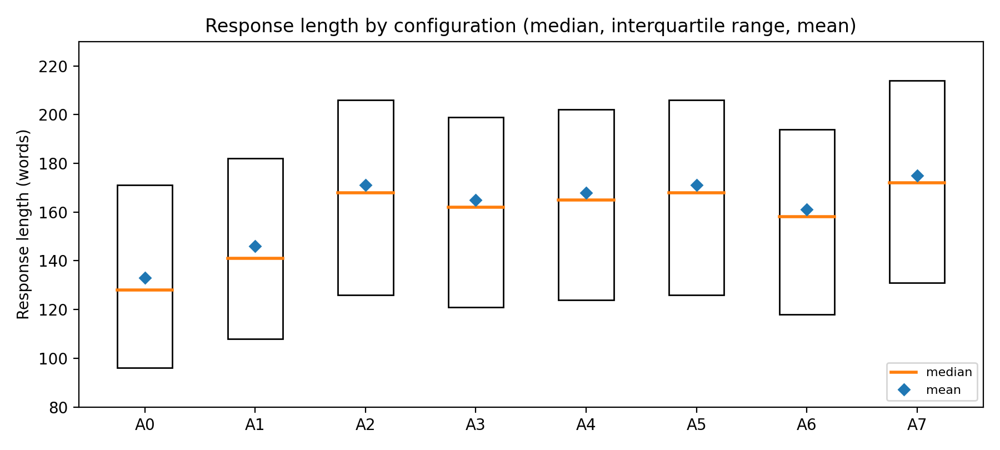 Response length by configuration (median, interquartile range, mean)
Response length (words)
220
200
180
160
140
120
100
80
A0 A1 A2 A3 A4 A5 A6 A7
median
mean